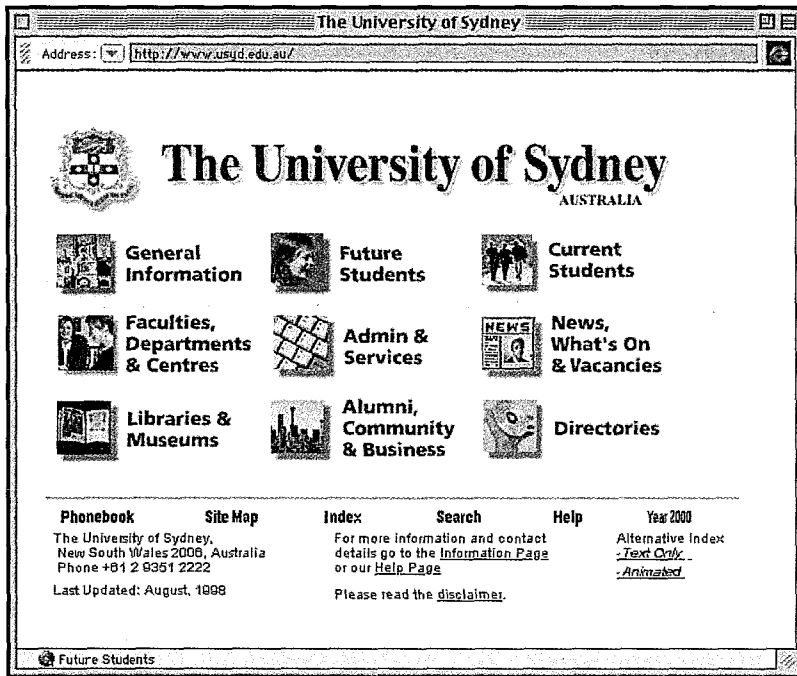 The University of Sydney
Address: http://www.usyd.edu.au/
The University of Sydney
AUSTRALIA
General
Information
Future
Students
Current
Students
Faculties,
Departments
& Centres
Admin &
Services
NEWS
News,
What's On
& Vacancies
Libraries &
Museums
Alumni,
Community
& Business
Directories
Phonebook Site Map Index Search Help Year 2000
The University of Sydney,
New South Wales 2006, Australia
Phone +61 2 9351 2222
Last Updated: August, 1998
For more information and contact
details go to the Information Page
or our Help Page
Please read the disclaimer.
Alternative Index
- Text Only
- Animated
Future Students